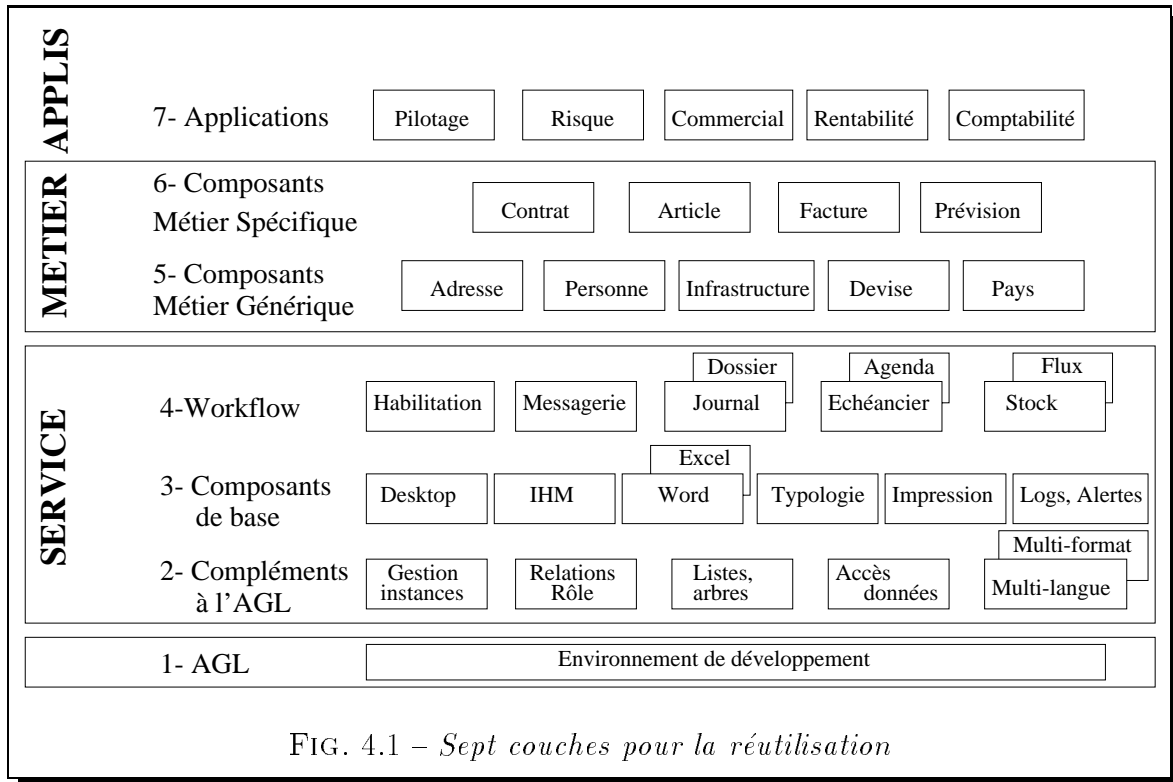 APPLIS
7- Applications
Pilotage
Risque
Commercial
Rentabilité
Comptabilité
METIER
6- Composants
Métier Spécifique
Contrat
Article
Facture
Prévision
5- Composants
Métier Générique
Adresse
Personne
Infrastructure
Devise
Pays
SERVICE
4-Workflow
Habilitation
Messagerie
Dossier
Journal
Agenda
Echéancier
Flux
Stock
3- Composants
de base
Desktop
IHM
Excel
Word
Typologie
Impression
Logs, Alertes
2- Compléments
à l'AGL
Gestion
instances
Relations
Rôle
Listes,
arbres
Accès
données
Multi-format
Multi-langue
1- AGL
Environnement de développement
FIG. 4.1 – Sept couches pour la réutilisation